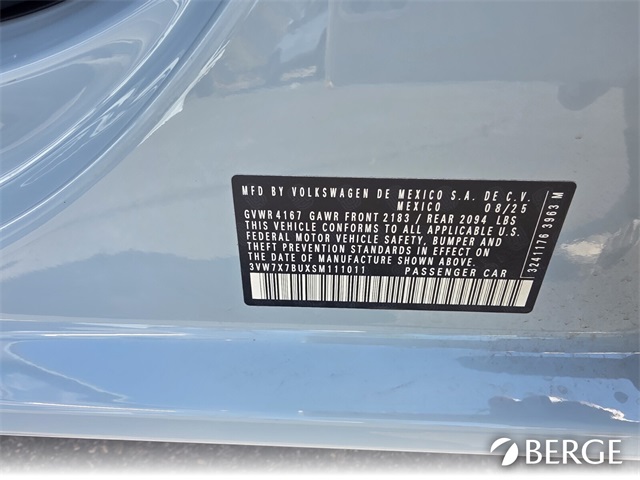 MFD BY VOLKSWAGEN DE MEXICO S.A. DE C.V.
MEXICO 08/25
GVWR 4167 GAWR FRONT 2183 / REAR 2094 LBS
THIS VEHICLE CONFORMS TO ALL APPLICABLE U.S.
FEDERAL MOTOR VEHICLE SAFETY, BUMPER AND
THEFT PREVENTION STANDARDS IN EFFECT ON
THE DATE OF MANUFACTURE SHOWN ABOVE.
3VW7X7BUXSM111011 PASSENGER CAR
3241176 3963 M
BERGE